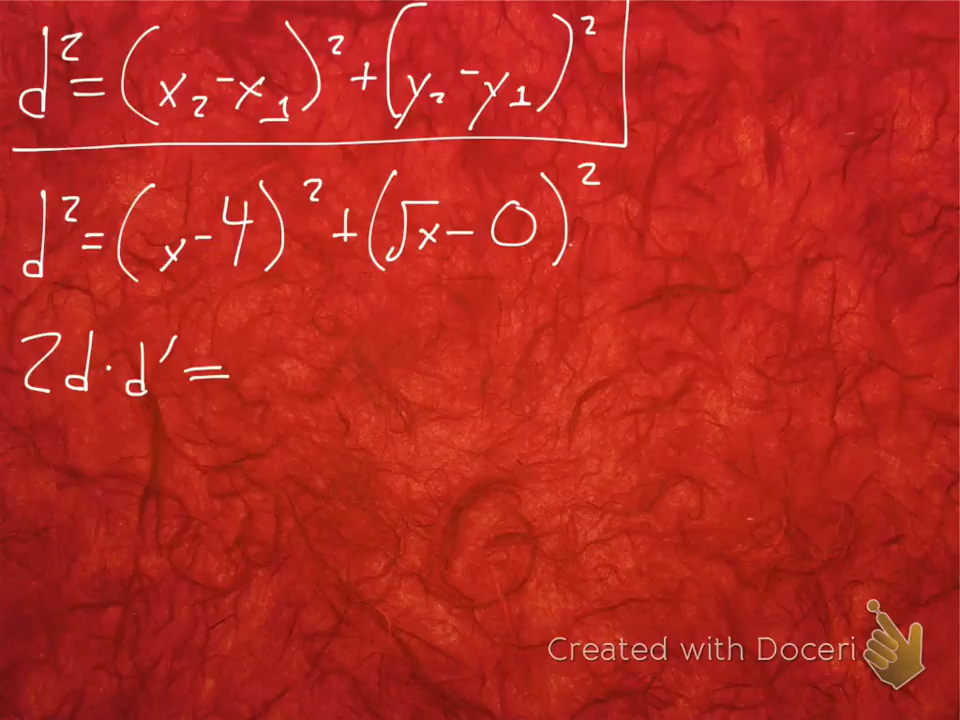 d² = (x₂ - x₁)² + (y₂ - y₁)²
d² = (x - 4)² + (√x - 0)²
2d · d′ =
Created with Doceri